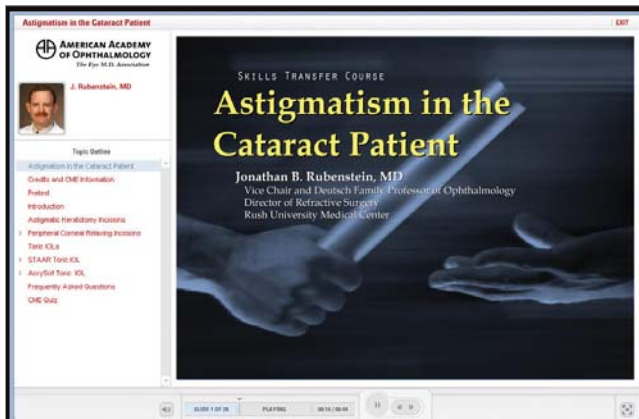 Astigmatism in the Cataract Patient
EXIT
AMERICAN ACADEMY
OF OPHTHALMOLOGY
The Eye M.D. Association
J. Rubenstein, MD
Topic Outline
Astigmatism in the Cataract Patient
Credits and CME Information
Pretest
Introduction
Astigmatic Keratotomy Incisions
Peripheral Corneal Relaxing Incisions
Toric IOLs
STAAR Toric IOL
AcrySof Toric IOL
Frequently Asked Questions
CME Quiz
SKILLS TRANSFER COURSE
Astigmatism in the
Cataract Patient
Jonathan B. Rubenstein, MD
Vice Chair and Deutsch Family Professor of Ophthalmology
Director of Refractive Surgery
Rush University Medical Center
PLAYING